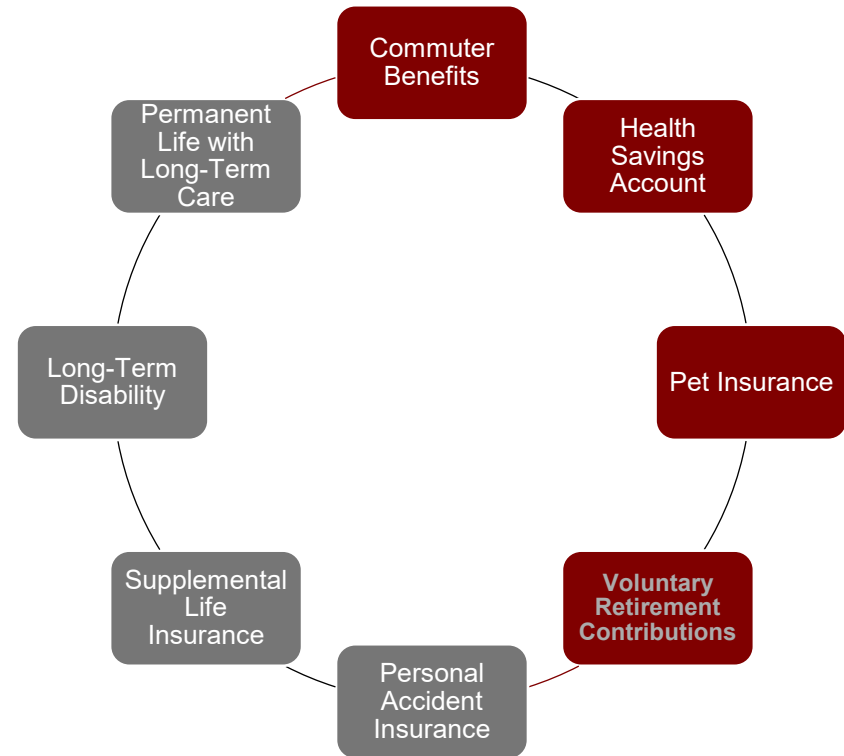 Commuter
Benefits
Health
Savings
Account
Pet Insurance
Voluntary
Retirement
Contributions
Personal
Accident
Insurance
Supplemental
Life
Insurance
Long-Term
Disability
Permanent
Life with
Long-Term
Care